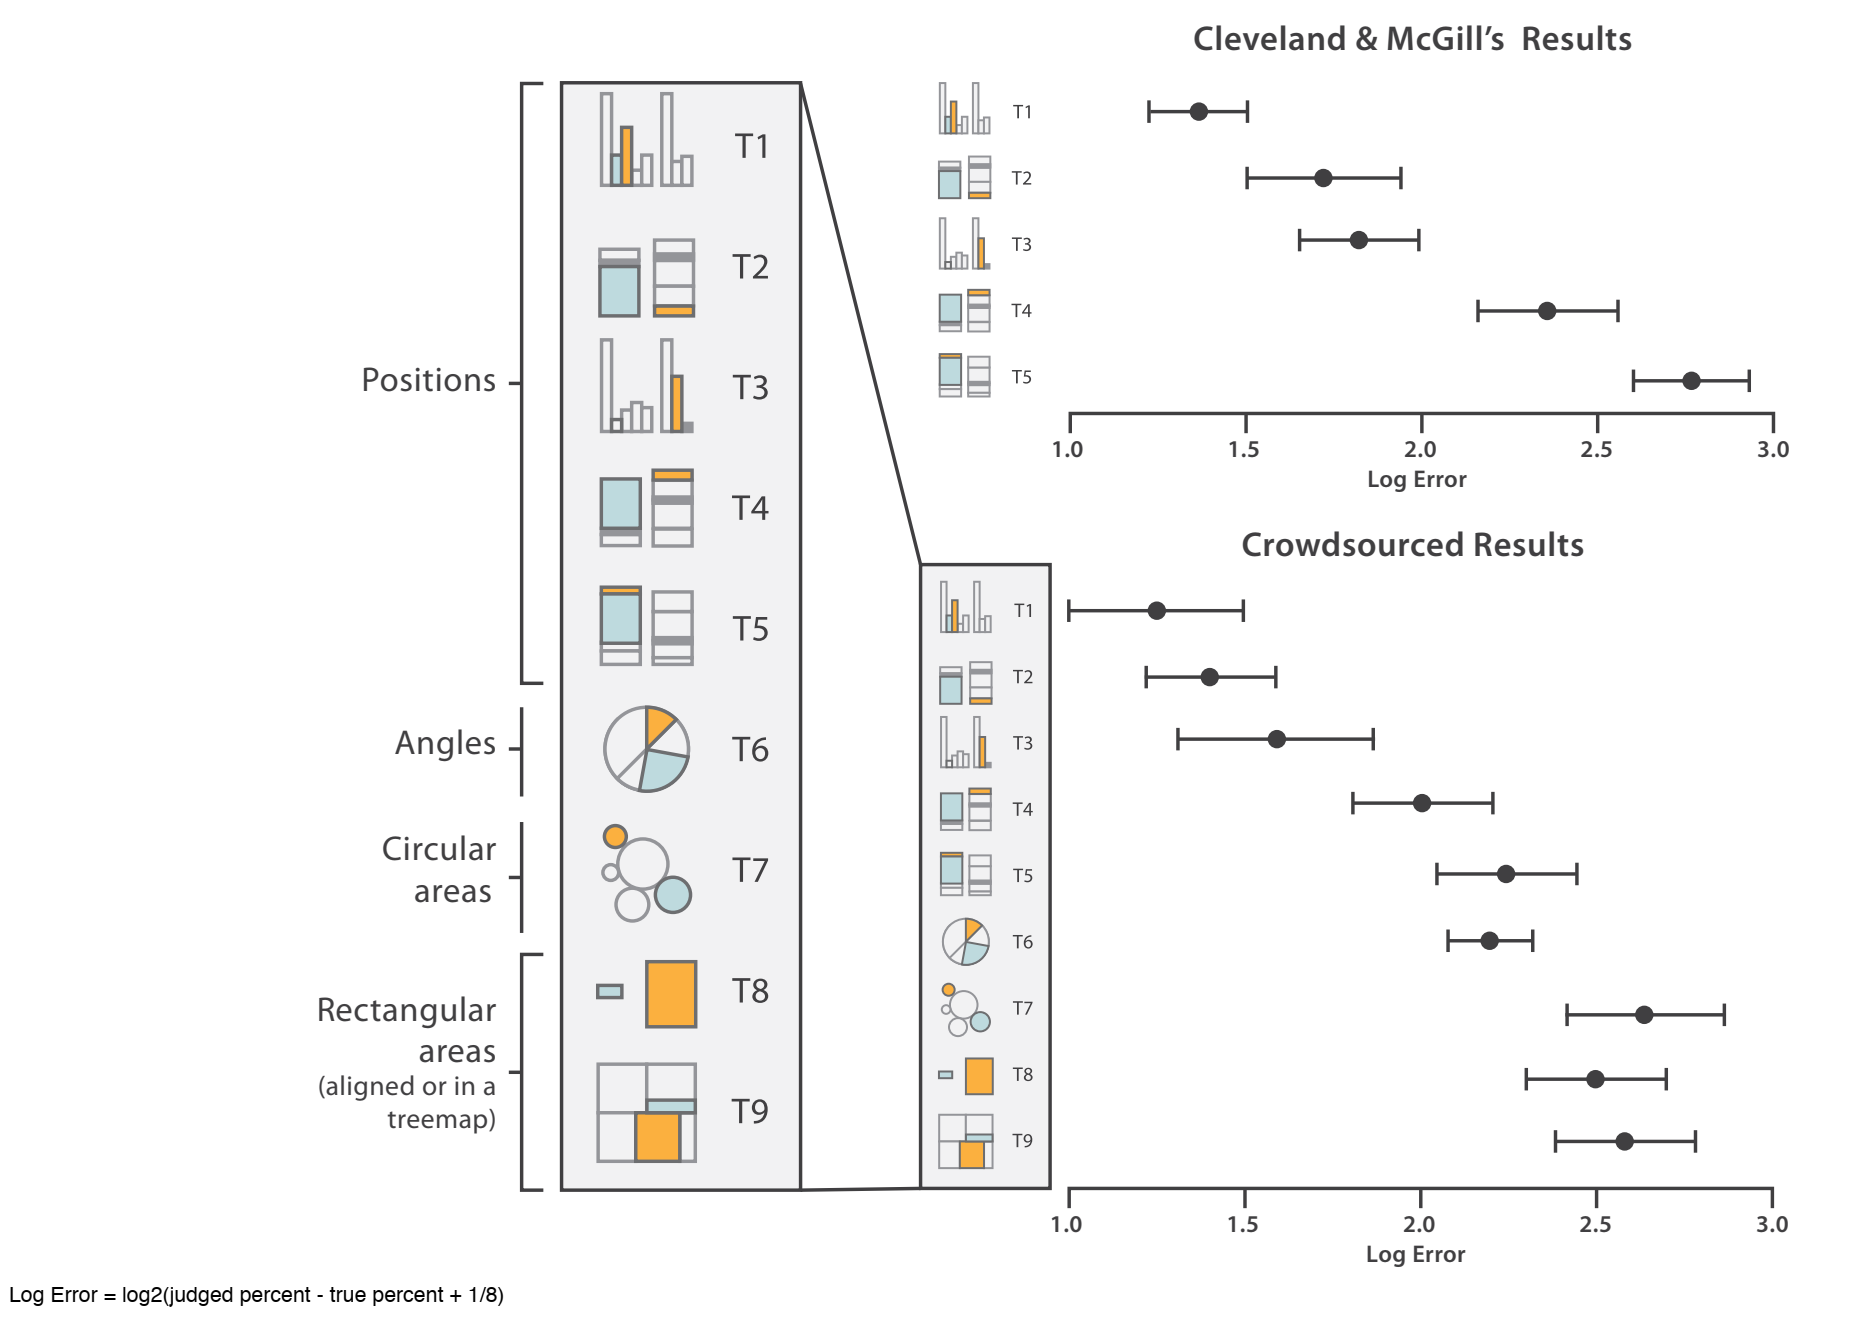 Cleveland & McGill's  Results
T1
T2
T3
T4
T5
1.0 1.5 2.0 2.5 3.0
Log Error
Positions
T1
T2
T3
T4
T5
Angles
T6
Circular
areas
T7
Rectangular
areas
(aligned or in a
treemap)
T8
T9
Crowdsourced Results
T1
T2
T3
T4
T5
T6
T7
T8
T9
1.0 1.5 2.0 2.5 3.0
Log Error
Log Error = log2(judged percent - true percent + 1/8)